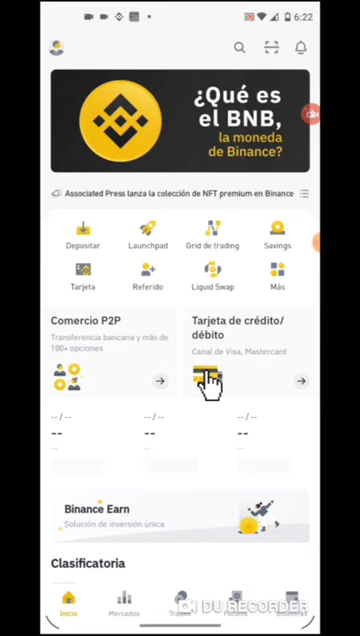 6:22
¿Qué es
el BNB,
la moneda
de Binance?
Associated Press lanza la colección de NFT premium en Binance
Depositar
Launchpad
Grid de trading
Savings
Tarjeta
Referido
Liquid Swap
Más
Comercio P2P
Transferencia bancaria y más de
100+ opciones
Tarjeta de crédito/
débito
Canal de Visa, Mastercard
-- / --
-- / --
-- / --
--
--
--
--
--
--
Binance Earn
Solución de inversión única
Clasificatoria
Inicio
Mercados
DU RECORDER